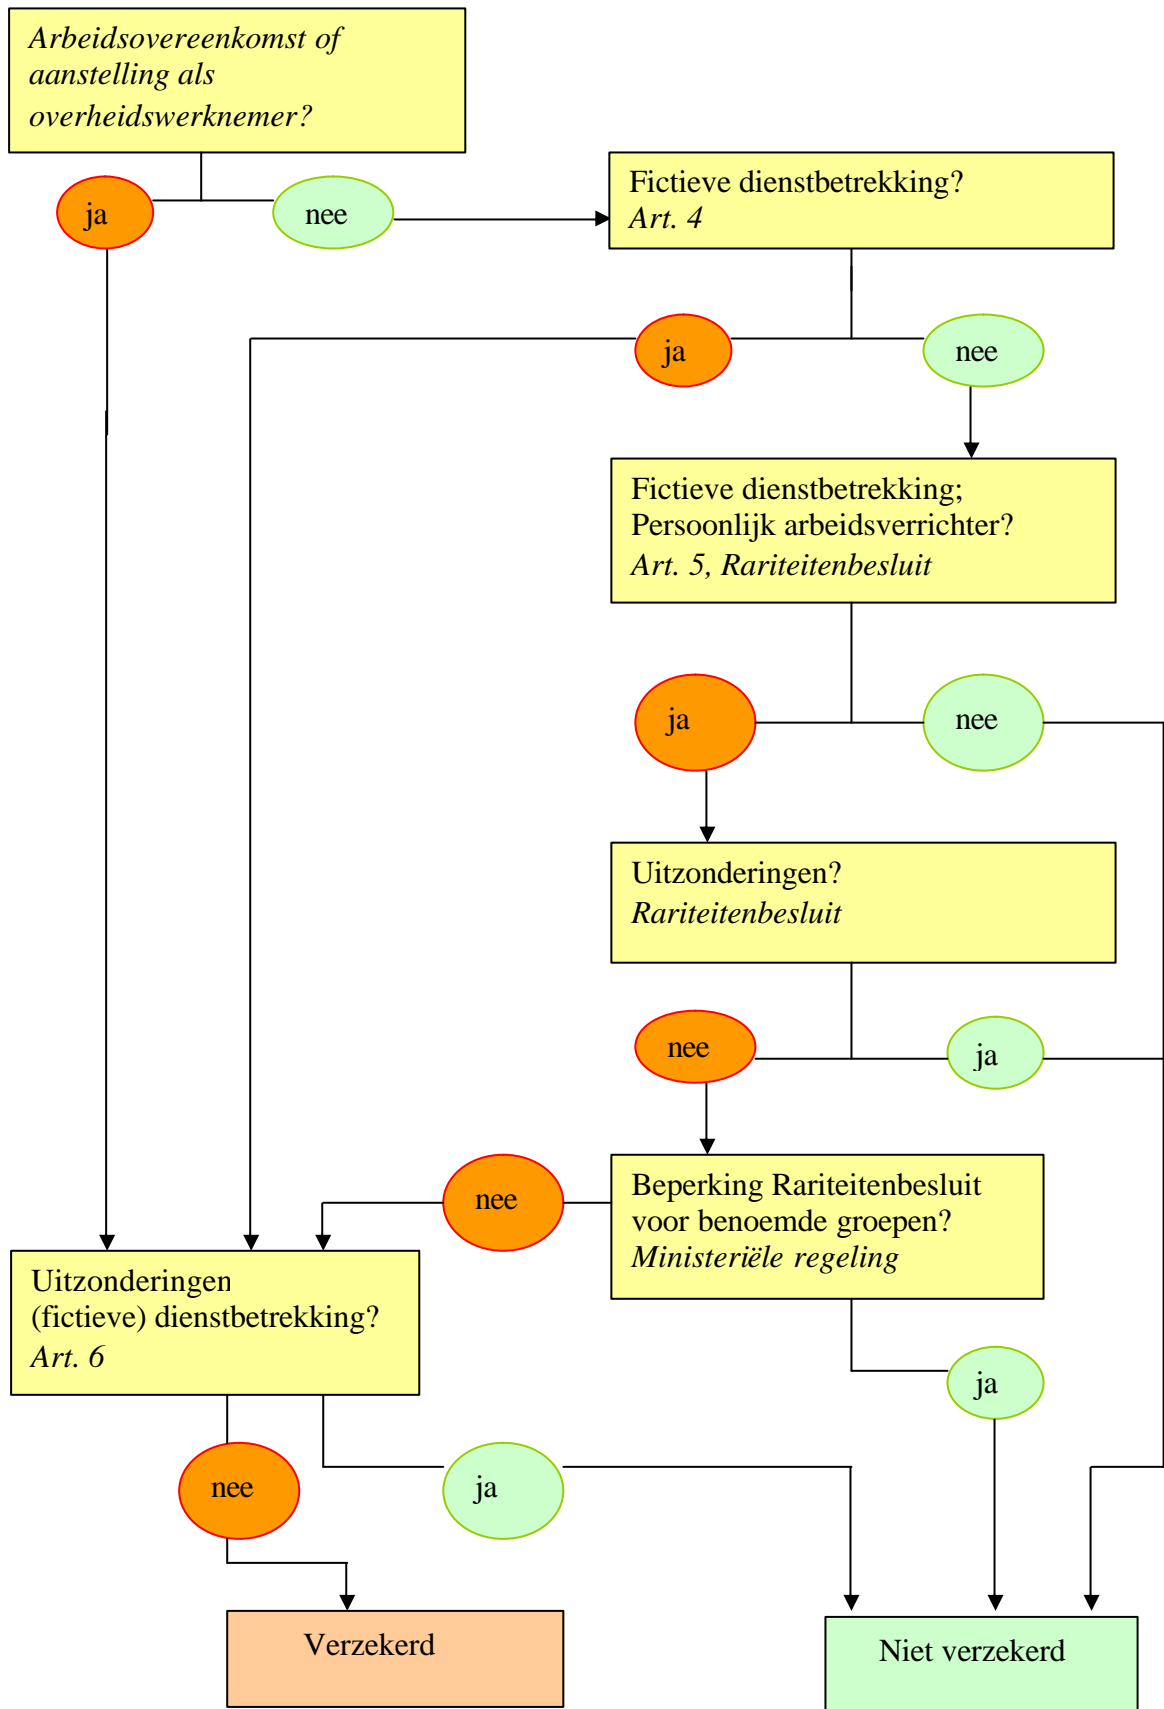 Arbeidsovereenkomst of
aanstelling als
overheidswerknemer?
ja
nee
Fictieve dienstbetrekking?
Art. 4
ja
nee
Fictieve dienstbetrekking;
Persoonlijk arbeidsverrichter?
Art. 5, Rariteitenbesluit
ja
nee
Uitzonderingen?
Rariteitenbesluit
nee
ja
Beperking Rariteitenbesluit
voor benoemde groepen?
Ministeriële regeling
nee
Uitzonderingen
(fictieve) dienstbetrekking?
Art. 6
ja
nee
ja
Verzekerd
Niet verzekerd